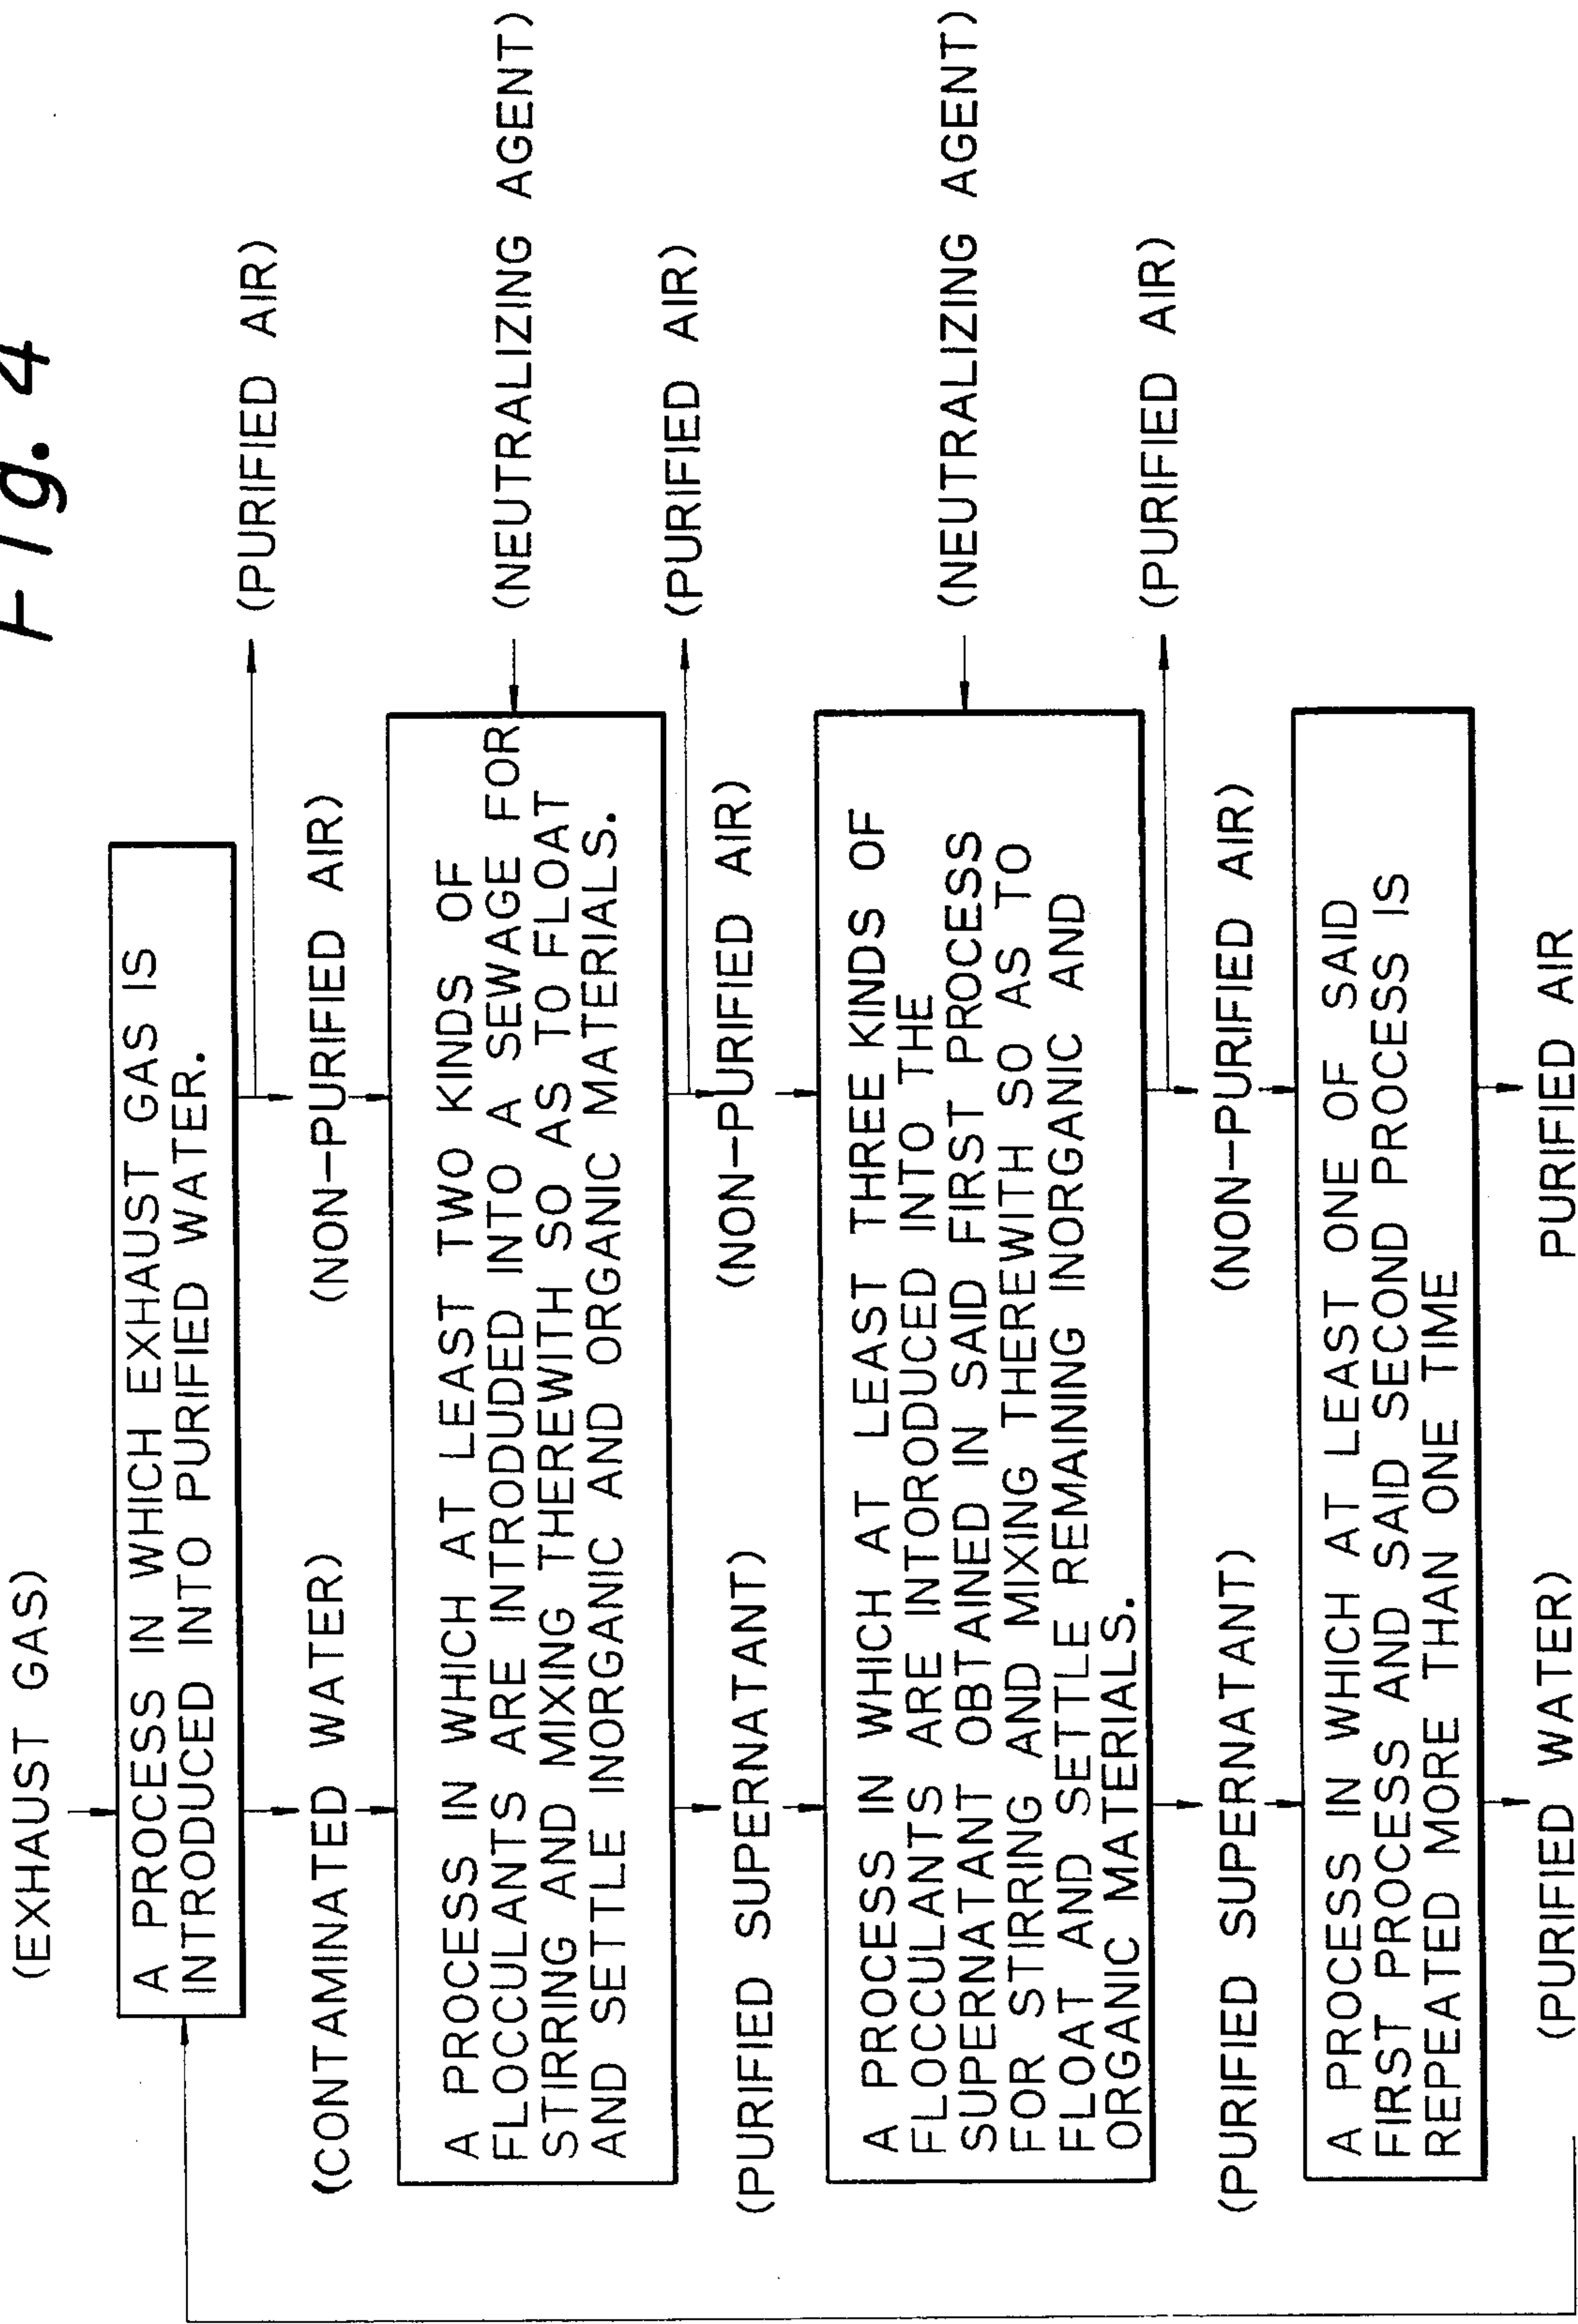 Fig. 4
(EXHAUST GAS)
A PROCESS IN WHICH EXHAUST GAS IS
INTRODUCED INTO PURIFIED WATER.
(PURIFIED AIR)
(CONTAMINATED WATER)
(NON-PURIFIED AIR)
A PROCESS IN WHICH AT LEAST TWO KINDS OF
FLOCCULANTS ARE INTRODUDED INTO A SEWAGE FOR
STIRRING AND MIXING THEREWITH SO AS TO FLOAT
AND SETTLE INORGANIC AND ORGANIC MATERIALS.
(NEUTRALIZING AGENT)
(PURIFIED AIR)
(PURIFIED SUPERNATANT)
(NON-PURIFIED AIR)
A PROCESS IN WHICH AT LEAST THREE KINDS OF
FLOCCULANTS ARE INTORODUCED INTO THE
SUPERNATANT OBTAINED IN SAID FIRST PROCESS
FOR STIRRING AND MIXING THEREWITH SO AS TO
FLOAT AND SETTLE REMAINING INORGANIC AND
ORGANIC MATERIALS.
(NEUTRALIZING AGENT)
(PURIFIED AIR)
(PURIFIED SUPERNATANT)
(NON-PURIFIED AIR)
A PROCESS IN WHICH AT LEAST ONE OF SAID
FIRST PROCESS AND SAID SECOND PROCESS IS
REPEATED MORE THAN ONE TIME
(PURIFIED WATER)
PURIFIED AIR